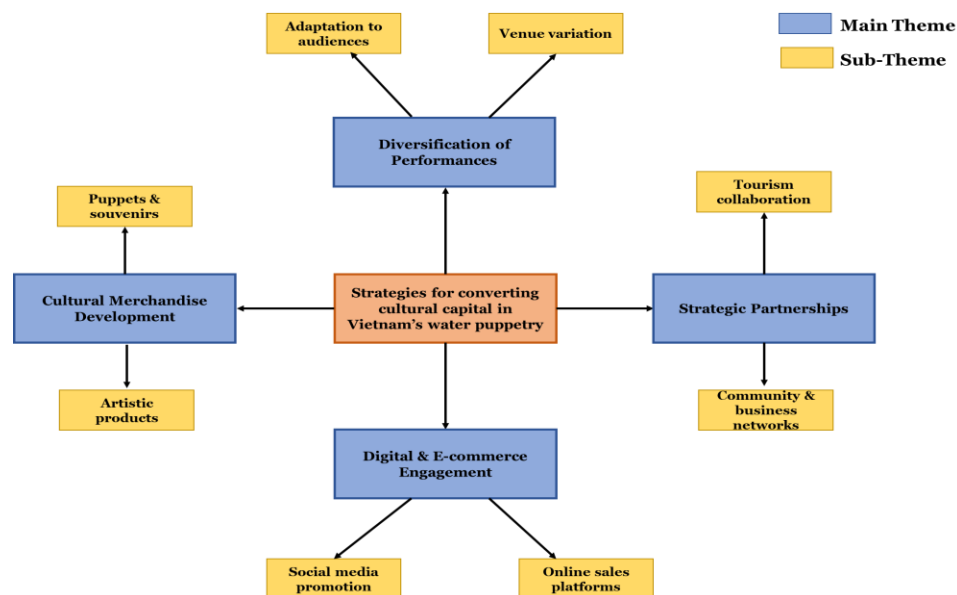 Adaptation to
audiences
Venue variation
Main Theme
Sub-Theme
Diversification of
Performances
Puppets &
souvenirs
Tourism
collaboration
Cultural Merchandise
Development
Strategies for converting
cultural capital in
Vietnam’s water puppetry
Strategic Partnerships
Artistic
products
Community &
business
networks
Digital & E-commerce
Engagement
Social media
promotion
Online sales
platforms